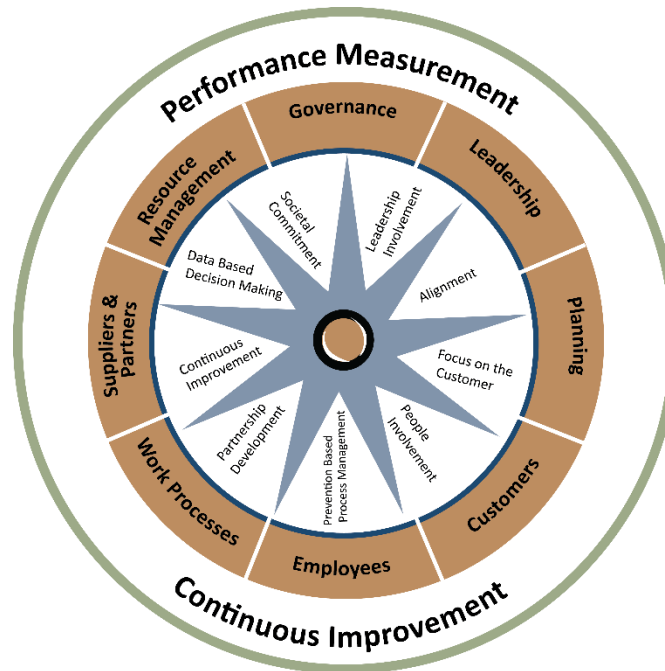 Performance Measurement
Governance
Leadership
Planning
Customers
Employees
Work Processes
Suppliers &
Partners
Resource
Management
Leadership
Involvement
Alignment
Focus on the
Customer
People
Involvement
Prevention Based
Process Management
Partnership
Development
Continuous
Improvement
Data Based
Decision Making
Societal
Commitment
Continuous Improvement